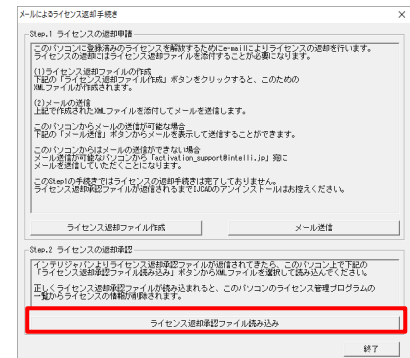 メールによるライセンス返却手続き
Step.1 ライセンスの返却申請
このパソコンに登録済みのライセンスを解放するためにe-mailによりライセンスの返却を行います。
ライセンスの返却にはライセンス返却ファイルを添付することが必要になります。
(1)ライセンス返却ファイルの作成
下記の「ライセンス返却ファイル作成」ボタンをクリックすると、このための
XMLファイルが作成されます。
(2)メールの送信
上記で作成されたXMLファイルを添付してメールを送信します。
このパソコンからメールの送信が可能な場合
下記の「メール送信」ボタンからメールを表示して送信することができます。
このパソコンからはメールの送信ができない場合
メール送信が可能なパソコンから「activation_support@intelli.jp」宛に
メールを送信していただくことになります。
このStep1の手続きではライセンスの返却手続きは完了しておりません。
ライセンス返却承認ファイルが返信されるまでIJCADのアンインストールはお控えください。
ライセンス返却ファイル作成
メール送信
Step.2 ライセンスの返却承認
インテリジャパンよりライセンス返却承認ファイルが返信されてきたら、このパソコン上で下記の
「ライセンス返却承認ファイル読み込み」ボタンからXMLファイルを選択して読み込んでください。
正しくライセンス返却承認ファイルが読み込まれると、このパソコンのライセンス管理プログラムの
一覧からライセンスの情報が削除されます。
ライセンス返却承認ファイル読み込み
終了